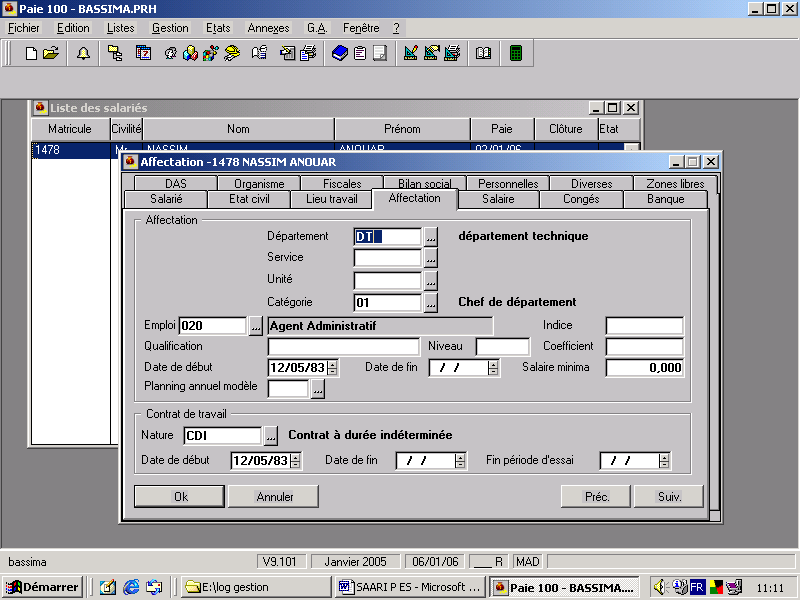 Paie 100 - BASSIMA.PRH
Fichier Edition Listes Gestion Etats Annexes G.A. Fenêtre ?
Liste des salariés
Matricule Civilité Nom Prénom Paie Clôture Etat
1478 Mr NASSIM ANOUAR 02/01/06
Affectation -1478 NASSIM ANOUAR
DAS Organisme Fiscales Bilan social Personnelles Diverses Zones libres
Salarié Etat civil Lieu travail Affectation Salaire Congés Banque
Affectation
Département DT ... département technique
Service ...
Unité ...
Catégorie 01 ... Chef de département
Emploi 020 ... Agent Administratif Indice
Qualification Niveau Coefficient
Date de début 12/05/83 Date de fin / / Salaire minima 0,000
Planning annuel modèle ...
Contrat de travail
Nature CDI ... Contrat à durée indéterminée
Date de début 12/05/83 Date de fin / / Fin période d'essai / /
Ok Annuler Préc. Suiv.
bassima V9.101 Janvier 2005 06/01/06 ___ R MAD
Démarrer E:\log gestion SAARI P ES - Microsoft ... Paie 100 - BASSIMA.... FR 11:11